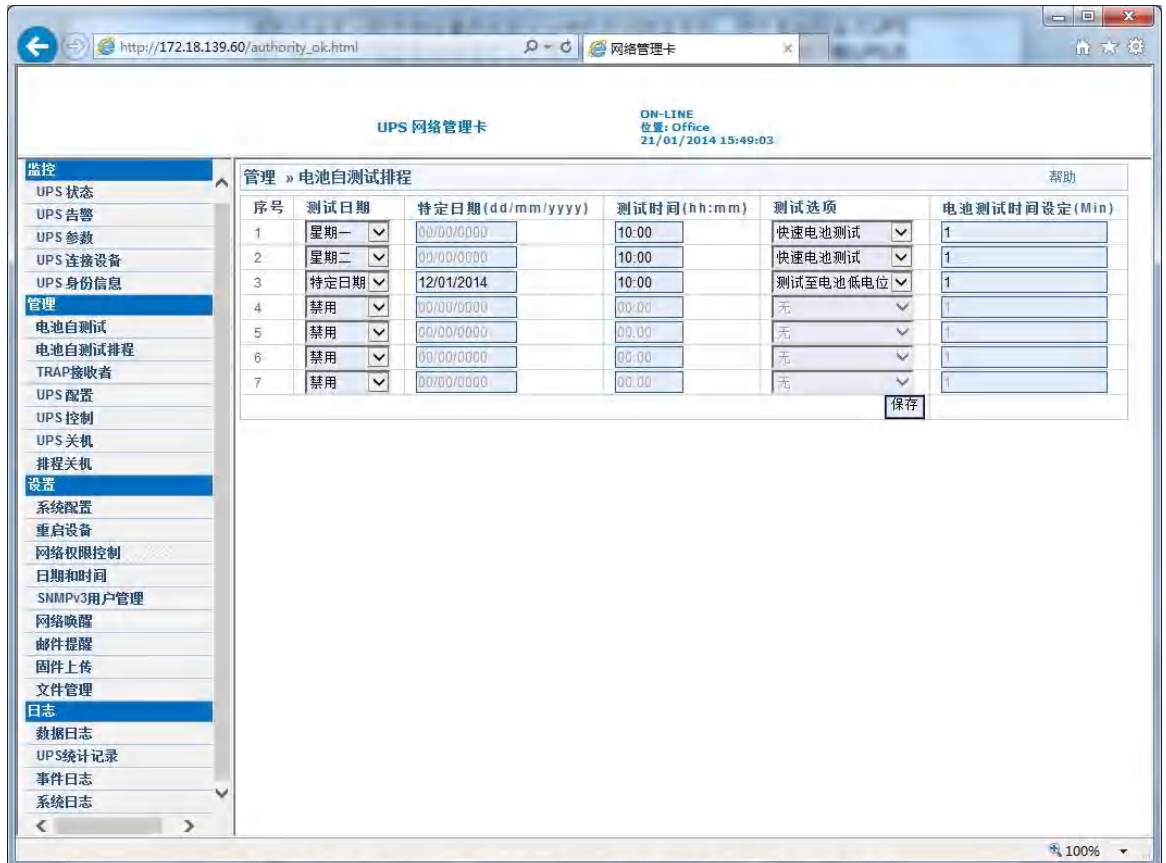 http://172.18.139.60/authority_ok.html
网络管理卡
UPS 网络管理卡
ON-LINE
位置: Office
21/01/2014 15:49:03
监控
UPS 状态
UPS 告警
UPS 参数
UPS 连接设备
UPS 身份信息
管理
电池自测试
电池自测试排程
TRAP接收者
UPS 配置
UPS 控制
UPS 关机
排程关机
设置
系统配置
重启设备
网络权限控制
日期和时间
SNMPv3用户管理
网络唤醒
邮件提醒
固件上传
文件管理
日志
数据日志
UPS统计记录
事件日志
系统日志
管理 » 电池自测试排程 帮助
序号 测试日期 特定日期(dd/mm/yyyy) 测试时间(hh:mm) 测试选项 电池测试时间设定(Min)
1 星期一 00/00/0000 10:00 快速电池测试 1
2 星期二 00/00/0000 10:00 快速电池测试 1
3 特定日期 12/01/2014 10:00 测试至电池低电位 1
4 禁用 00/00/0000 00:00 无 1
5 禁用 00/00/0000 00:00 无 1
6 禁用 00/00/0000 00:00 无 1
7 禁用 00/00/0000 00:00 无 1
保存
100%